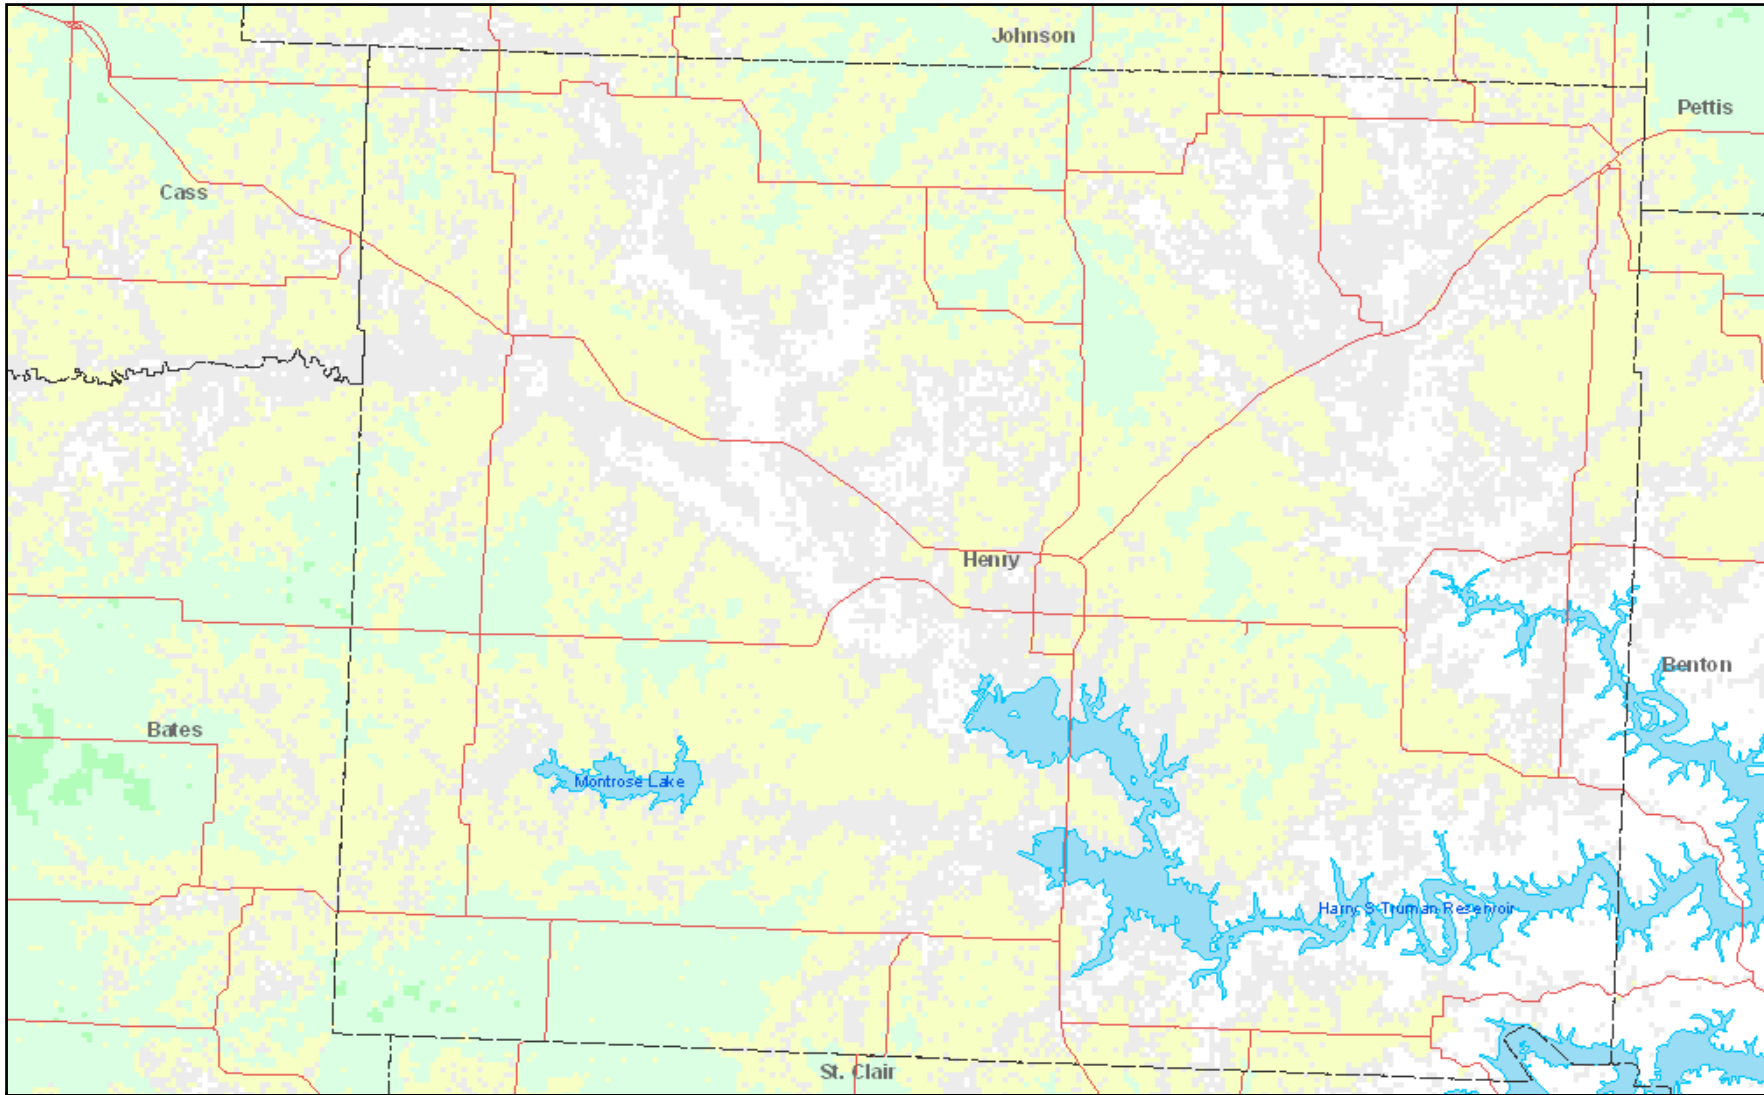 Johnson
Pettis
Cass
Henry
Benton
Bates
Montrose Lake
Harry S Truman Reservoir
St. Clair